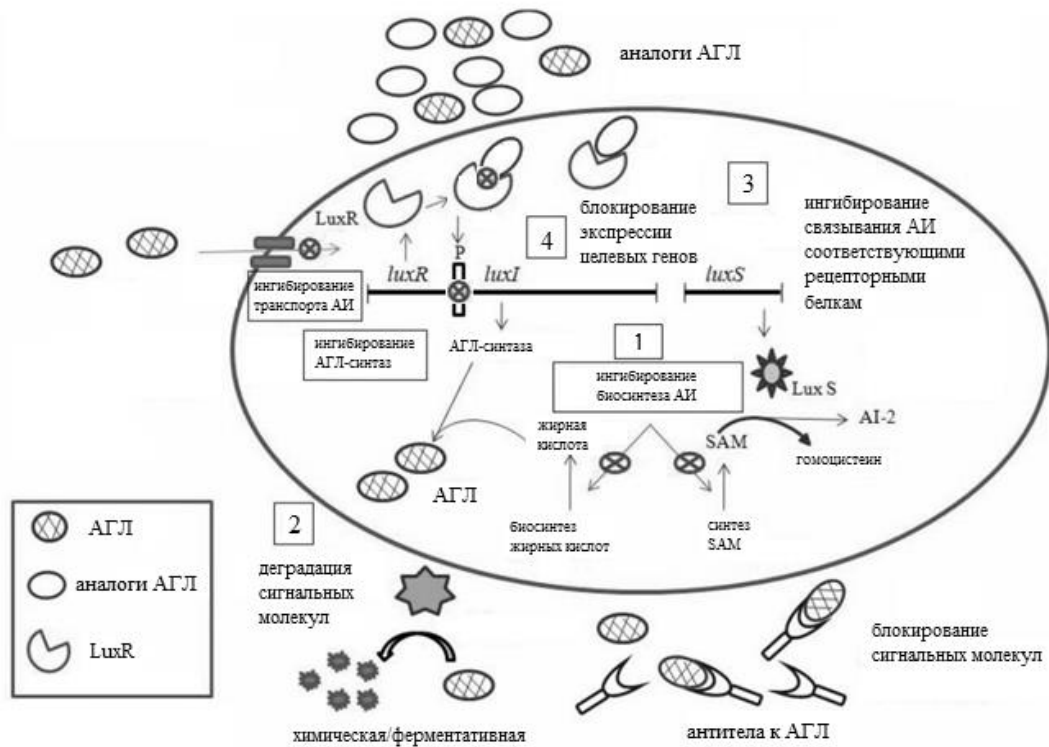 аналоги АГЛ
3
LuxR
4
блокирование
экспрессии
целевых генов
ингибирование
связывания АИ
соответствующими
рецепторными
белкам
P
luxR
luxI
luxS
ингибирование
транспорта АИ
ингибирование
АГЛ-синтаз
АГЛ-синтаза
1
ингибирование
биосинтеза АИ
Lux S
жирная
кислота
SAM
AI-2
гомоцистеин
АГЛ
биосинтез
жирных кислот
синтез
SAM
АГЛ
аналоги АГЛ
LuxR
2
деградация
сигнальных
молекул
химическая/ферментативная
блокирование
сигнальных молекул
антитела к АГЛ